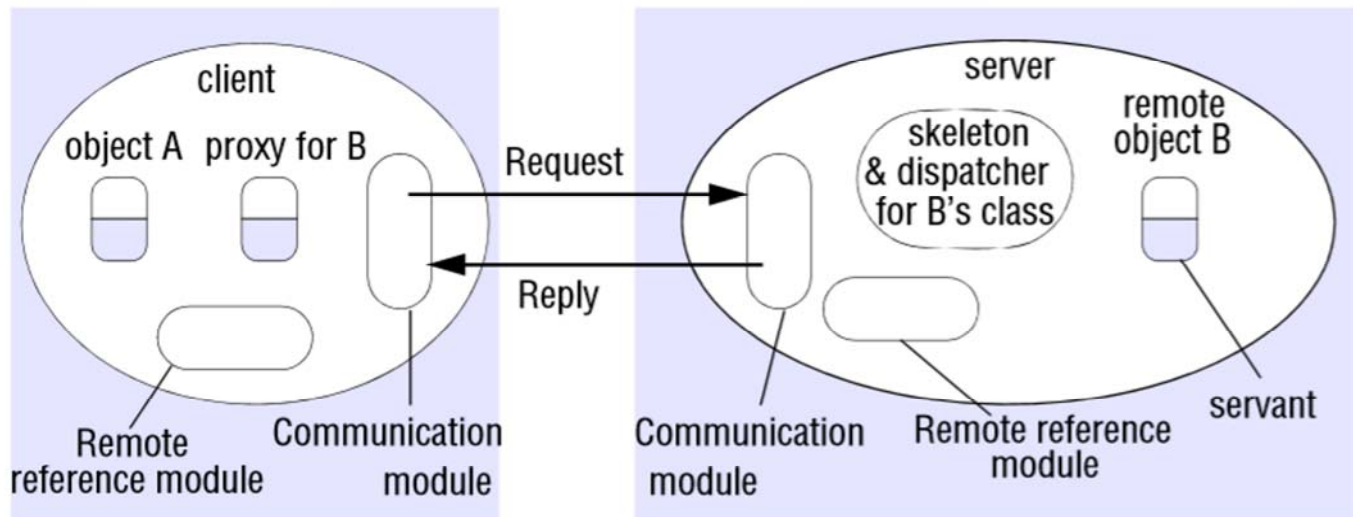 client
object A
proxy for B
Request
Reply
Remote
reference module
Communication
module
server
skeleton
& dispatcher
for B's class
remote
object B
Communication
module
Remote reference
module
servant